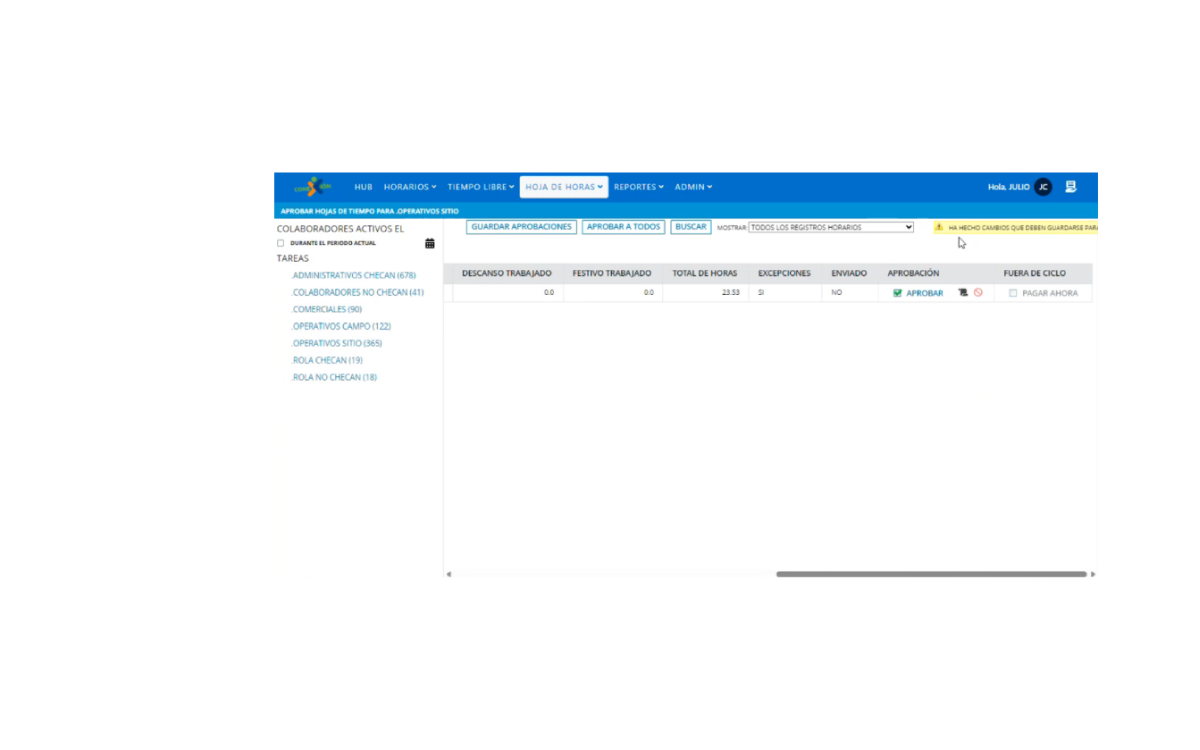 HUB HORARIOS TIEMPO LIBRE HOJA DE HORAS REPORTES ADMIN Hola, JULIO JC
APROBAR HOJAS DE TIEMPO PARA .OPERATIVOS SITIO
COLABORADORES ACTIVOS EL
DURANTE EL PERIODO ACTUAL
TAREAS
.ADMINISTRATIVOS CHECAN (678)
.COLABORADORES NO CHECAN (41)
.COMERCIALES (90)
.OPERATIVOS CAMPO (122)
.OPERATIVOS SITIO (365)
.ROLA CHECAN (19)
.ROLA NO CHECAN (18)
GUARDAR APROBACIONES APROBAR A TODOS BUSCAR MOSTRAR TODOS LOS REGISTROS HORARIOS HA HECHO CAMBIOS QUE DEBEN GUARDARSE PARA
DESCANSO TRABAJADO FESTIVO TRABAJADO TOTAL DE HORAS EXCEPCIONES ENVIADO APROBACIÓN FUERA DE CICLO
0.0 0.0 23.53 SI NO APROBAR PAGAR AHORA